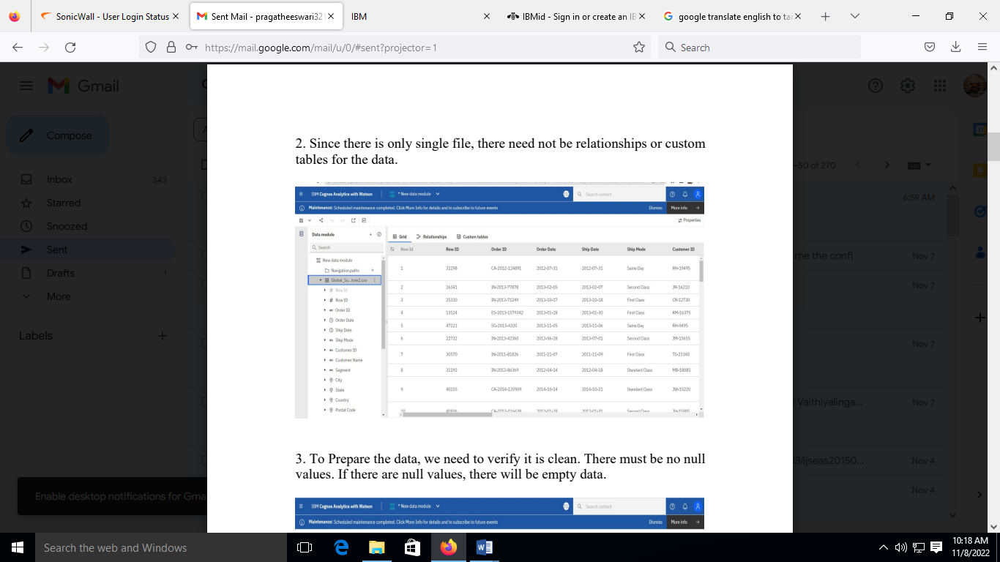 SonicWall - User Login Status
Sent Mail - pragatheeswari321
IBM
IBMid - Sign in or create an IB
google translate english to ta
https://mail.google.com/mail/u/0/#sent?projector=1
Search
Gmail
Compose
Inbox 343
Starred
Snoozed
Sent
Drafts 1
More
Labels
2. Since there is only single file, there need not be relationships or custom
tables for the data.
IBM Cognos Analytics with Watson * New data module Search content
Maintenance: Scheduled maintenance completed. Click More Info for details and to subscribe to future events Dismiss More info
Properties
Data module
Search
New data module
Navigation paths
Global_Su...tore2.csv
Row Id
Row ID
Order ID
Order Date
Ship Date
Ship Mode
Customer ID
Customer Name
Segment
City
State
Country
Postal Code
Grid Relationships Custom tables
Row Id Row ID Order ID Order Date Ship Date Ship Mode Customer ID
1 32298 CA-2012-124891 2012-07-31 2012-07-31 Same Day RH-19495
2 26341 IN-2013-77878 2013-02-05 2013-02-07 Second Class JR-16210
3 25330 IN-2013-71249 2013-10-17 2013-10-18 First Class CR-12730
4 13524 ES-2013-1579342 2013-01-28 2013-01-30 First Class KM-16375
5 47221 SG-2013-4320 2013-11-05 2013-11-06 Same Day RH-9495
6 22732 IN-2013-42360 2013-06-28 2013-07-01 Second Class JM-15655
7 30570 IN-2011-81826 2011-11-07 2011-11-09 First Class TS-21340
8 31192 IN-2012-86369 2012-04-14 2012-04-18 Standard Class MB-18085
9 40155 CA-2014-135909 2014-10-14 2014-10-21 Standard Class JW-15220
10 40936 CA-2012-116638 2012-01-28 2012-01-31 Second Class JH-15985
3. To Prepare the data, we need to verify it is clean. There must be no null
values. If there are null values, there will be empty data.
IBM Cognos Analytics with Watson * New data module Search content
Maintenance: Scheduled maintenance completed. Click More Info for details and to subscribe to future events Dismiss More info
-50 of 270
6:59 AM
me the confi Nov 7
Nov 7
Nov 7
Vaithiyalinga... Nov 7
3/ijseas20150... Nov 4
Nov 4
Enable desktop notifications for Gma
Search the web and Windows
10:18 AM
11/8/2022